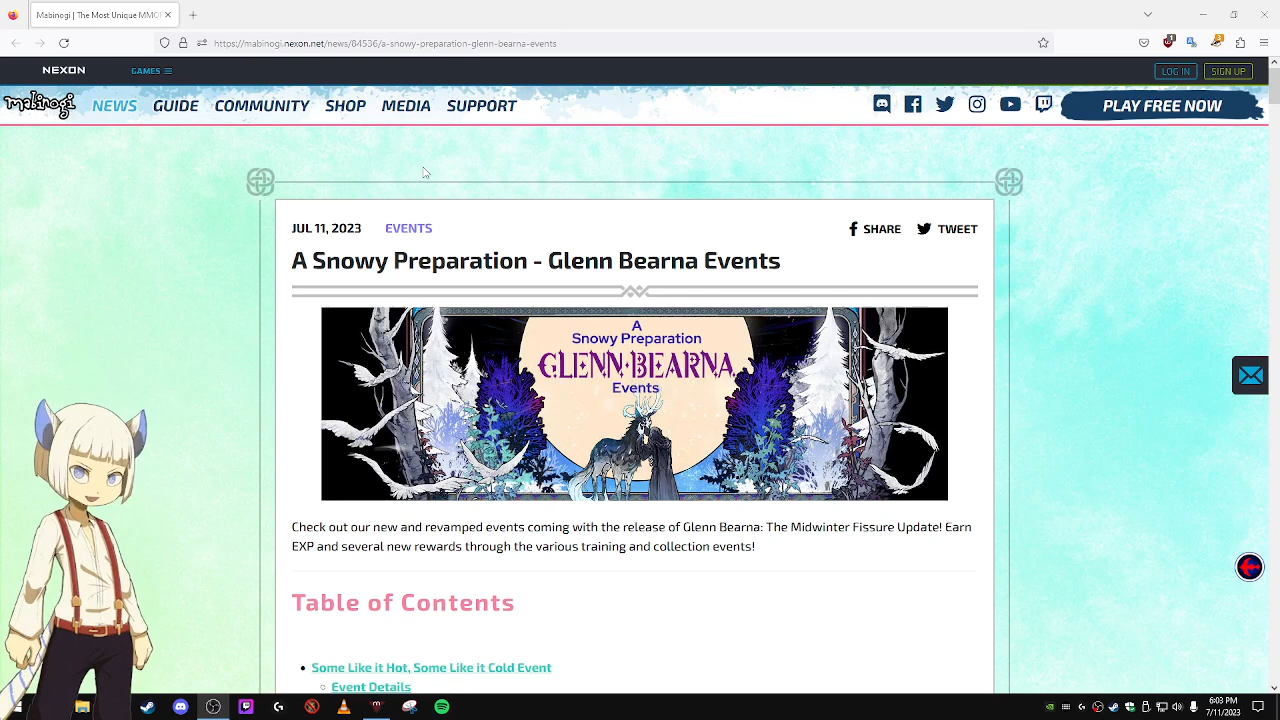 Mabinogi | The Most Unique MMO
https://mabinogi.nexon.net/news/84536/a-snowy-preparation-glenn-bearna-events
NEXON GAMES LOG IN SIGN UP
mabinogi NEWS GUIDE COMMUNITY SHOP MEDIA SUPPORT PLAY FREE NOW
JUL 11, 2023 EVENTS SHARE TWEET
A Snowy Preparation - Glenn Bearna Events
A
Snowy Preparation
GLENN·BEARNA
Events
Check out our new and revamped events coming with the release of Glenn Bearna: The Midwinter Fissure Update! Earn
EXP and several new rewards through the various training and collection events!
Table of Contents
• Some Like it Hot, Some Like it Cold Event
○ Event Details
6:03 PM
7/11/2023